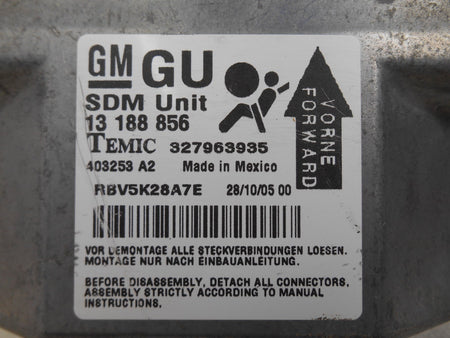 GM GU
SDM Unit
13 188 856
TEMIC 327963935
403253 A2 Made in Mexico
RBV5K28A7E 28/10/05 00
VORNE
FORWARD
VOR DEMONTAGE ALLE STECKVERBINDUNGEN LOESEN.
MONTAGE NUR NACH EINBAUANLEITUNG.
BEFORE DISASSEMBLY, DETACH ALL CONNECTORS.
ASSEMBLY STRICTLY ACCORDING TO MANUAL
INSTRUCTIONS.